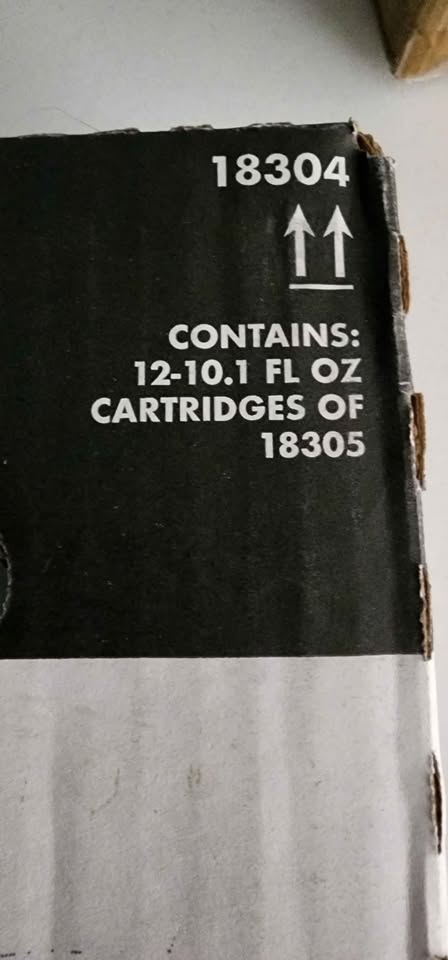 18304
CONTAINS:
12-10.1 FL OZ
CARTRIDGES OF
18305